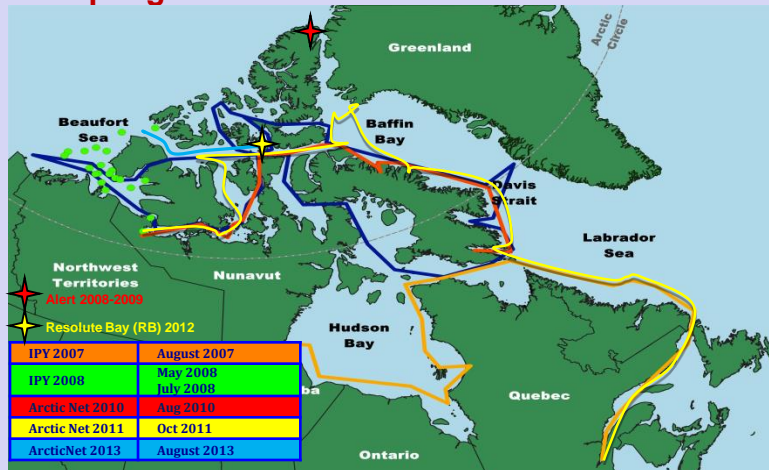 Greenland
Arctic
Circle
Beaufort
Sea
Baffin
Bay
Davis
Strait
Labrador
Sea
Northwest
Territories
Nunavut
Alert 2008-2009
Resolute Bay (RB) 2012
Hudson
Bay
IPY 2007 August 2007
IPY 2008 May 2008
July 2008
Arctic Net 2010 Aug 2010
Arctic Net 2011 Oct 2011
ArcticNet 2013 August 2013
ba
Quebec
Ontario